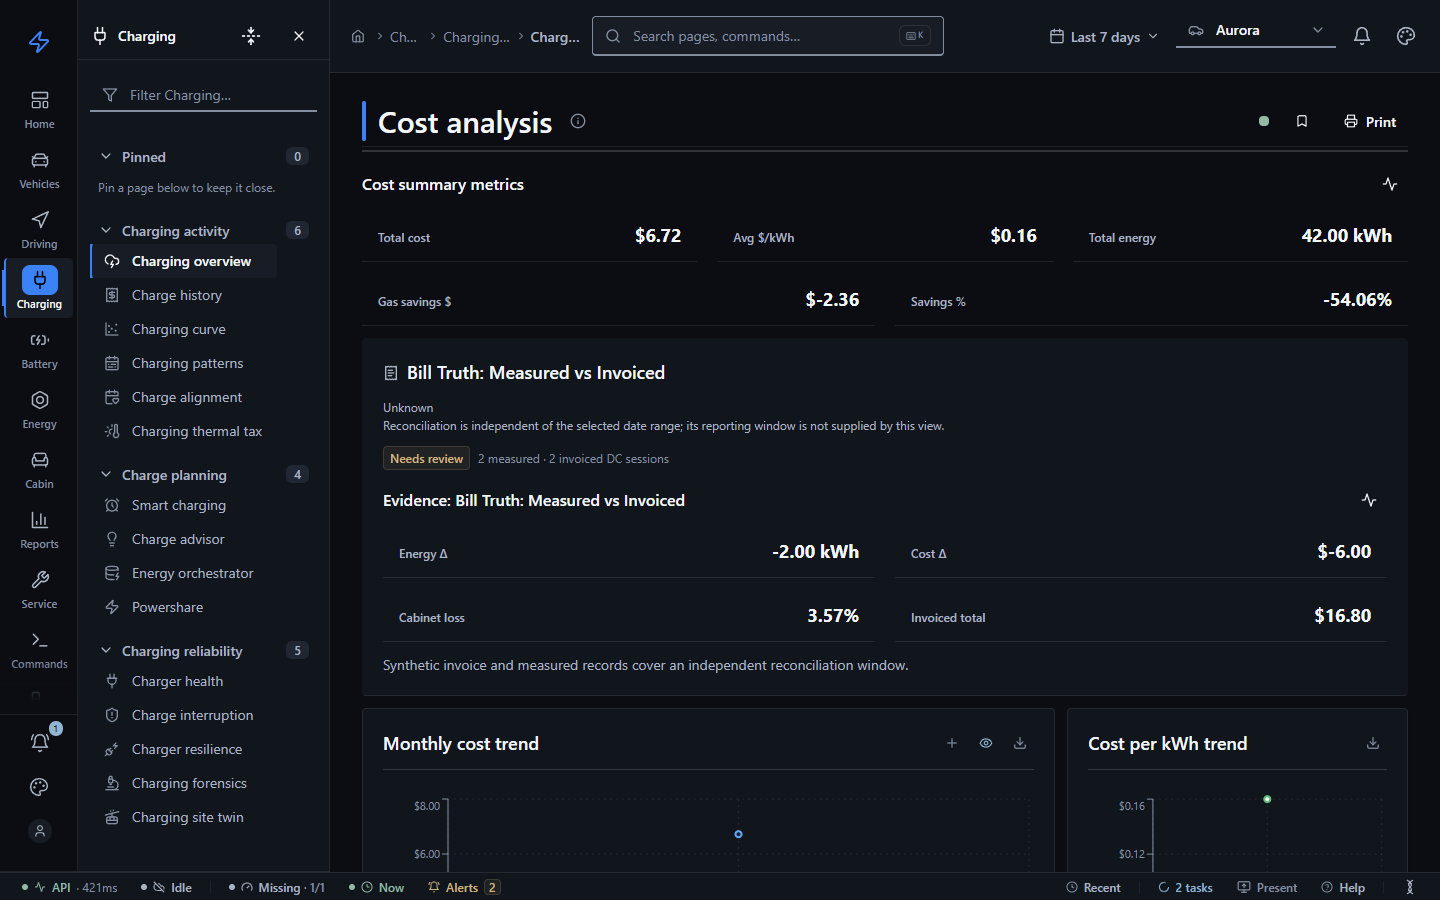 Charging
Ch...
Charging...
Charg...
Search pages, commands...
K
Last 7 days
Aurora
Home
Vehicles
Driving
Charging
Battery
Energy
Cabin
Reports
Service
Commands
1
Filter Charging...
Pinned
0
Pin a page below to keep it close.
Charging activity
6
Charging overview
Charge history
Charging curve
Charging patterns
Charge alignment
Charging thermal tax
Charge planning
4
Smart charging
Charge advisor
Energy orchestrator
Powershare
Charging reliability
5
Charger health
Charge interruption
Charger resilience
Charging forensics
Charging site twin
Cost analysis
Print
Cost summary metrics
Total cost
$6.72
Avg $/kWh
$0.16
Total energy
42.00 kWh
Gas savings $
$-2.36
Savings %
-54.06%
Bill Truth: Measured vs Invoiced
Unknown
Reconciliation is independent of the selected date range; its reporting window is not supplied by this view.
Needs review
2 measured · 2 invoiced DC sessions
Evidence: Bill Truth: Measured vs Invoiced
Energy Δ
-2.00 kWh
Cost Δ
$-6.00
Cabinet loss
3.57%
Invoiced total
$16.80
Synthetic invoice and measured records cover an independent reconciliation window.
Monthly cost trend
$8.00
$6.00
Cost per kWh trend
$0.16
$0.12
API · 421ms
Idle
Missing · 1/1
Now
Alerts 2
Recent
2 tasks
Present
Help